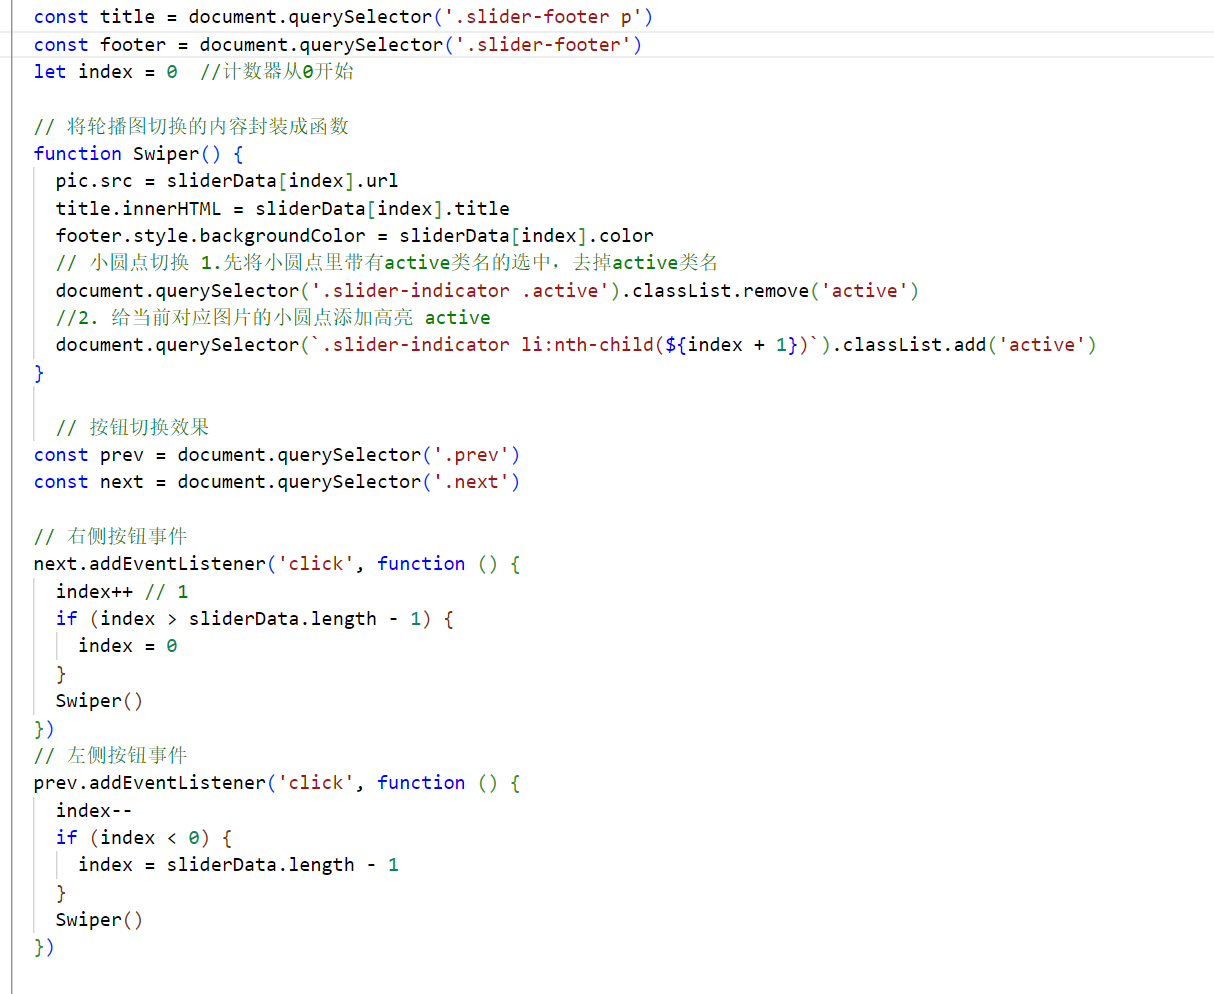 const title = document.querySelector('.slider-footer p')
const footer = document.querySelector('.slider-footer')
let index = 0  //计数器从0开始

// 将轮播图切换的内容封装成函数
function Swiper() {
  pic.src = sliderData[index].url
  title.innerHTML = sliderData[index].title
  footer.style.backgroundColor = sliderData[index].color
  // 小圆点切换 1.先将小圆点里带有active类名的选中，去掉active类名
  document.querySelector('.slider-indicator .active').classList.remove('active')
  //2. 给当前对应图片的小圆点添加高亮 active
  document.querySelector(`.slider-indicator li:nth-child(${index + 1})`).classList.add('active')
}

  // 按钮切换效果
const prev = document.querySelector('.prev')
const next = document.querySelector('.next')

// 右侧按钮事件
next.addEventListener('click', function () {
  index++ // 1
  if (index > sliderData.length - 1) {
    index = 0
  }
  Swiper()
})
// 左侧按钮事件
prev.addEventListener('click', function () {
  index--
  if (index < 0) {
    index = sliderData.length - 1
  }
  Swiper()
})